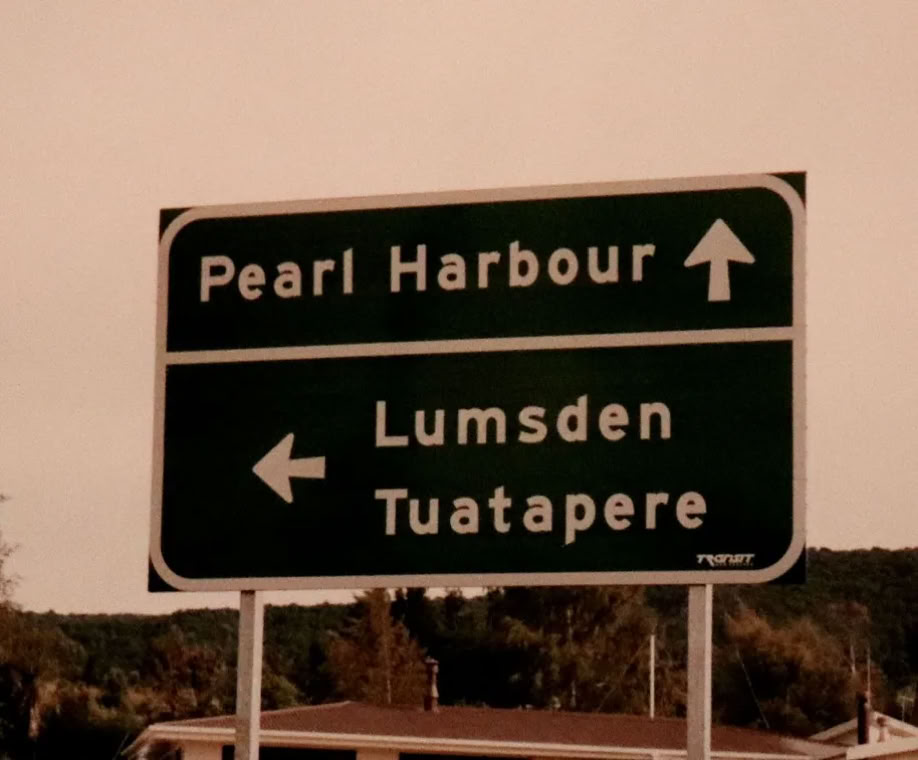 Pearl Harbour
Lumsden
Tuatapere
TRANSIT